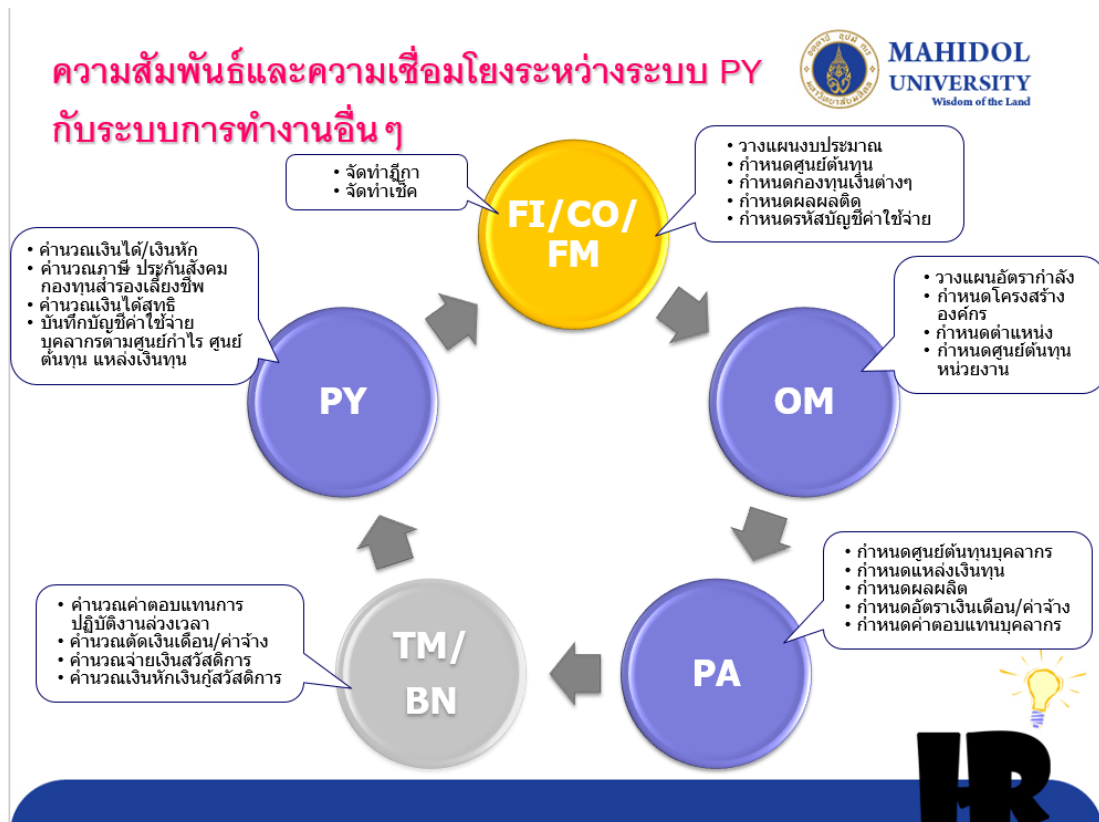 ความสัมพันธ์และความเชื่อมโยงระหว่างระบบ PY
กับระบบการทำงานอื่นๆ
MAHIDOL
UNIVERSITY
Wisdom of the Land
• จัดทำฎีกา
• จัดทำเช็ค
FI/CO/
FM
• วางแผนงบประมาณ
• กำหนดศูนย์ต้นทุน
• กำหนดกองทุนเงินต่างๆ
• กำหนดผลผลติด
• กำหนดรหัสบัญชีค่าใช้จ่าย
• คำนวณเงินได้/เงินหัก
• คำนวณภาษี ประกันสังคม
กองทุนสำรองเลี้ยงชีพ
• คำนวณเงินได้สุทธิ
• บันทึกบัญชีค่าใช้จ่าย
บุคลากรตามศูนย์กำไร ศูนย์
ต้นทุน แหล่งเงินทุน
PY
• วางแผนอัตรากำลัง
• กำหนดโครงสร้าง
องค์กร
• กำหนดตำแหน่ง
• กำหนดศูนย์ต้นทุน
หน่วยงาน
OM
• กำหนดศูนย์ต้นทุนบุคลากร
• กำหนดแหล่งเงินทุน
• กำหนดผลผลิต
• กำหนดอัตราเงินเดือน/ค่าจ้าง
• กำหนดค่าตอบแทนบุคลากร
PA
• คำนวณค่าตอบแทนการ
ปฏิบัติงานล่วงเวลา
• คำนวณตัดเงินเดือน/ค่าจ้าง
• คำนวณจ่ายเงินสวัสดิการ
• คำนวณเงินหักเงินกู้สวัสดิการ
TM/
BN
HR